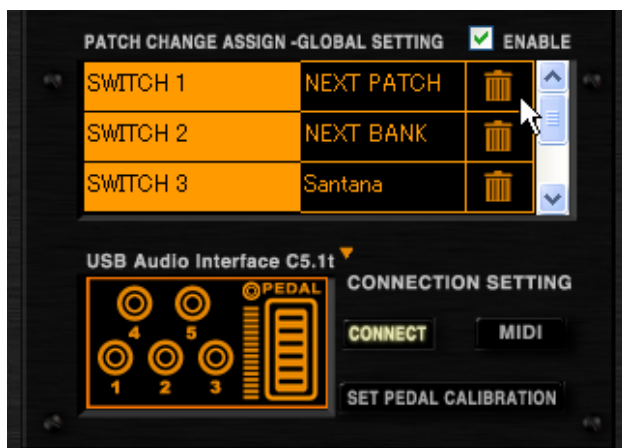 PATCH CHANGE ASSIGN -GLOBAL SETTING ENABLE
SWITCH 1 NEXT PATCH
SWITCH 2 NEXT BANK
SWITCH 3 Santana
USB Audio Interface C5.1t
PEDAL
CONNECTION SETTING
4 5
CONNECT MIDI
1 2 3
SET PEDAL CALIBRATION